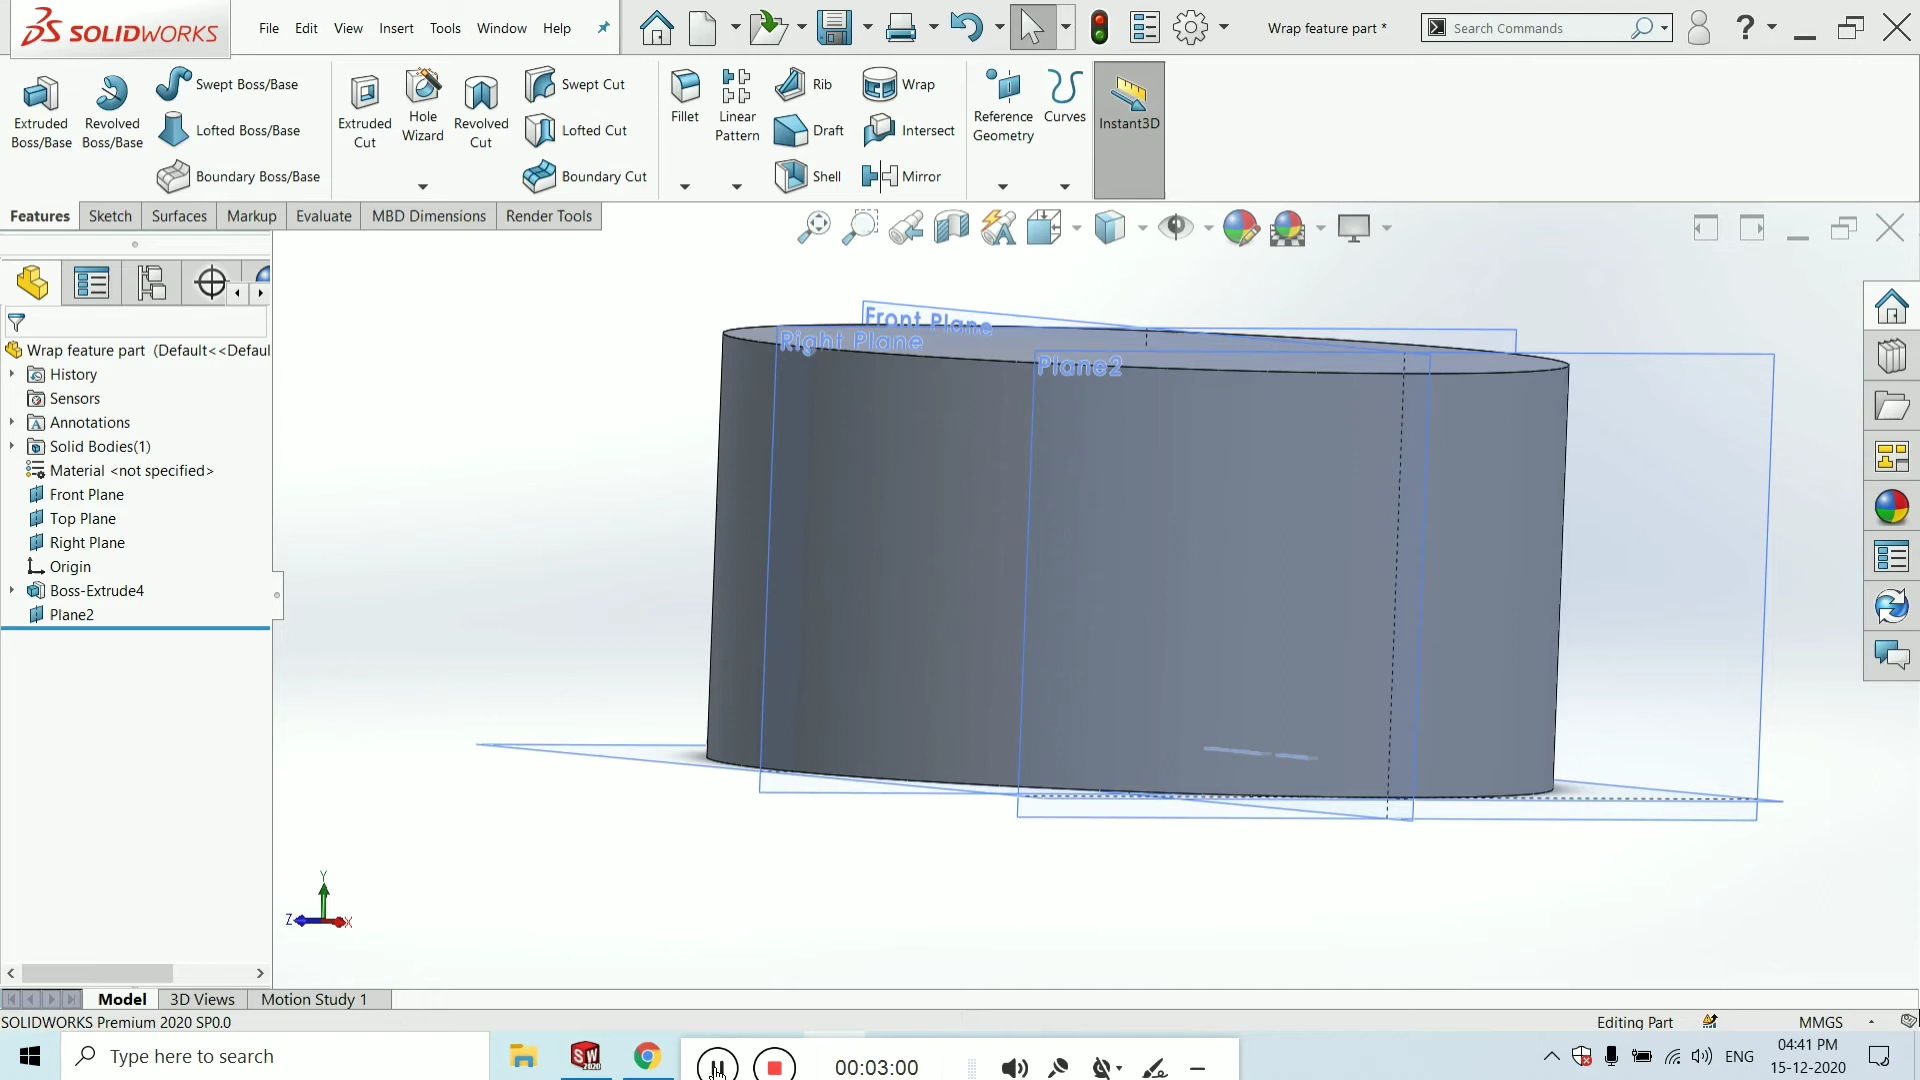 SOLIDWORKS
File Edit View Insert Tools Window Help
Wrap feature part *
Search Commands
?
Extruded Boss/Base
Revolved Boss/Base
Swept Boss/Base
Lofted Boss/Base
Boundary Boss/Base
Extruded Cut
Hole Wizard
Revolved Cut
Swept Cut
Lofted Cut
Boundary Cut
Fillet
Linear Pattern
Rib
Draft
Shell
Wrap
Intersect
Mirror
Reference Geometry
Curves
Instant3D
Features Sketch Surfaces Markup Evaluate MBD Dimensions Render Tools
Wrap feature part (Default<<Defaul
History
Sensors
Annotations
Solid Bodies(1)
Material <not specified>
Front Plane
Top Plane
Right Plane
Origin
Boss-Extrude4
Plane2
Front Plane
Right Plane
Plane2
Y
Z
X
Model 3D Views Motion Study 1
SOLIDWORKS Premium 2020 SP0.0
Editing Part
MMGS
Type here to search
SW
2020
00:03:00
ENG
04:41 PM
15-12-2020